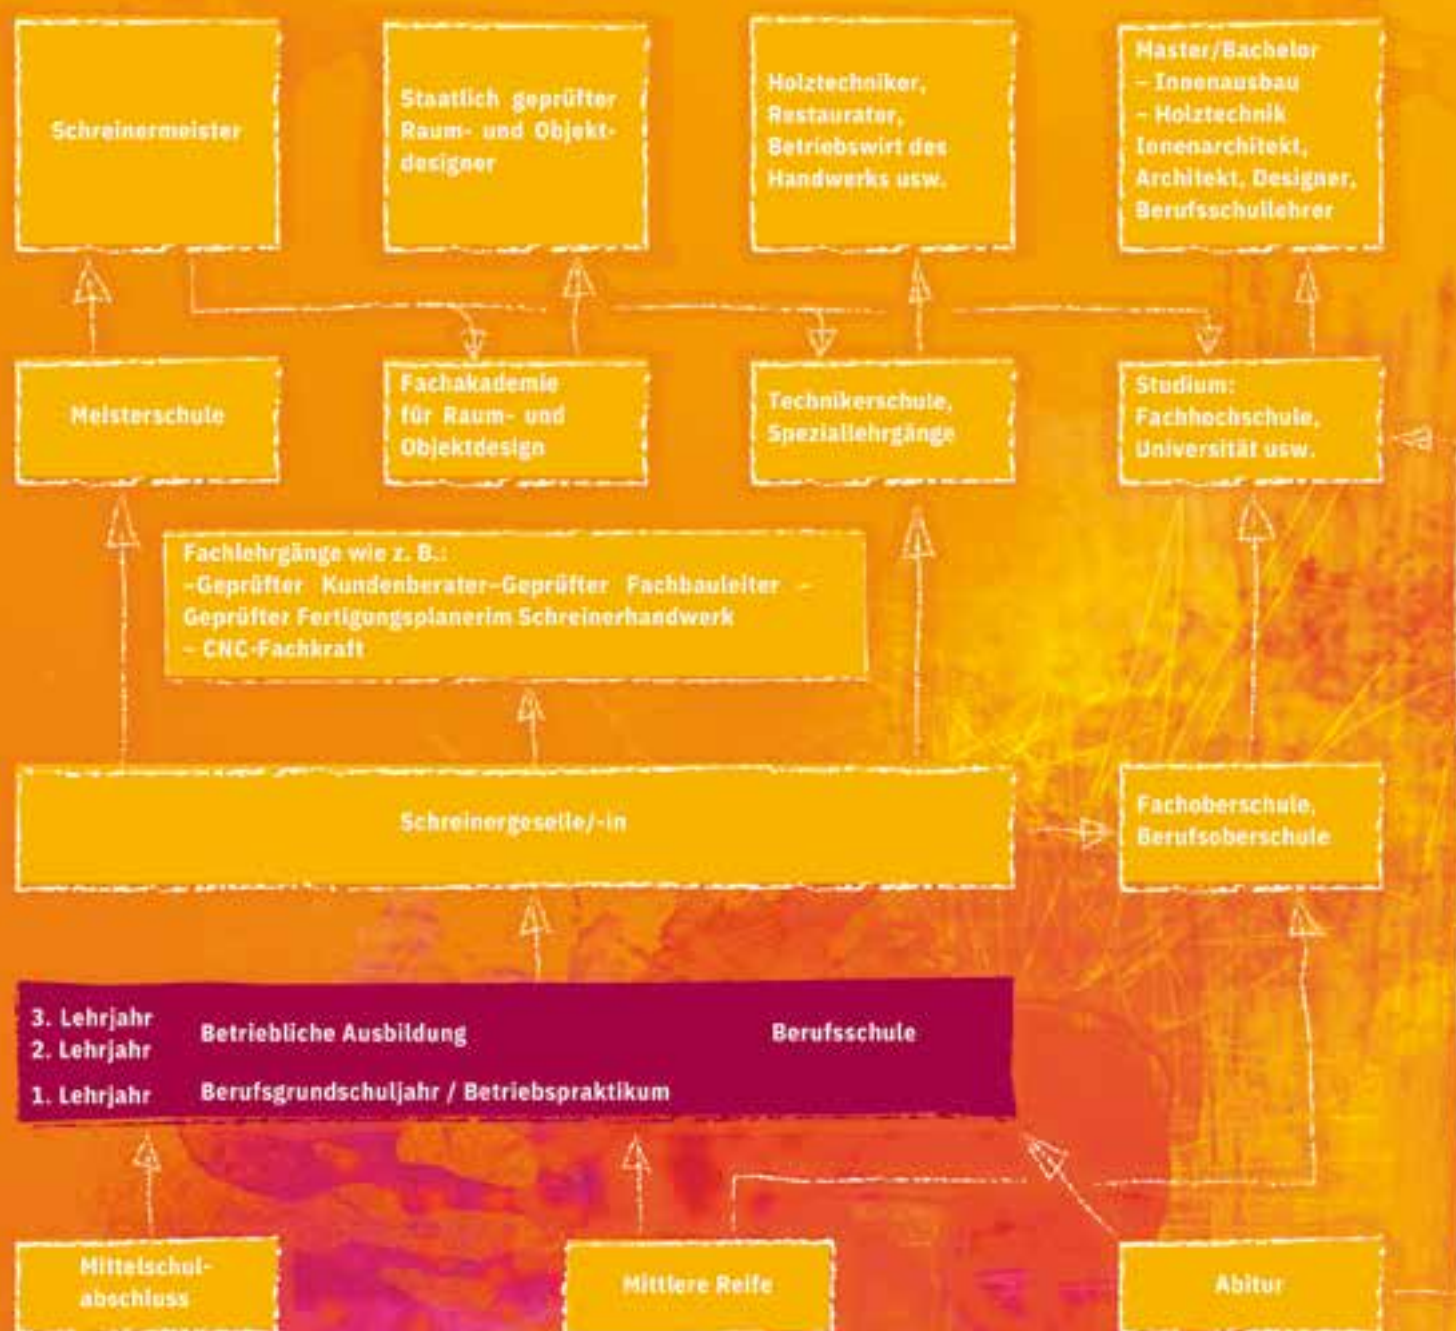 Schreinermeister
Staatlich geprüfter
Raum- und Objekt-
designer
Holztechniker,
Restaurator,
Betriebswirt des
Handwerks usw.
Master/Bachelor
– Innenausbau
– Holztechnik
Innenarchitekt,
Architekt, Designer,
Berufsschullehrer
Meisterschule
Fachakademie
für Raum- und
Objektdesign
Technikerschule,
Speziallehrgänge
Studium:
Fachhochschule,
Universität usw.
Fachlehrgänge wie z. B.:
–Geprüfter Kundenberater–Geprüfter Fachbauleiter –
Geprüfter Fertigungsplanerim Schreinerhandwerk
– CNC-Fachkraft
Schreinergeselle/-in
Fachoberschule,
Berufsoberschule
3. Lehrjahr
2. Lehrjahr
Betriebliche Ausbildung
Berufsschule
1. Lehrjahr
Berufsgrundschuljahr / Betriebspraktikum
Mittelschul-
abschluss
Mittlere Reife
Abitur